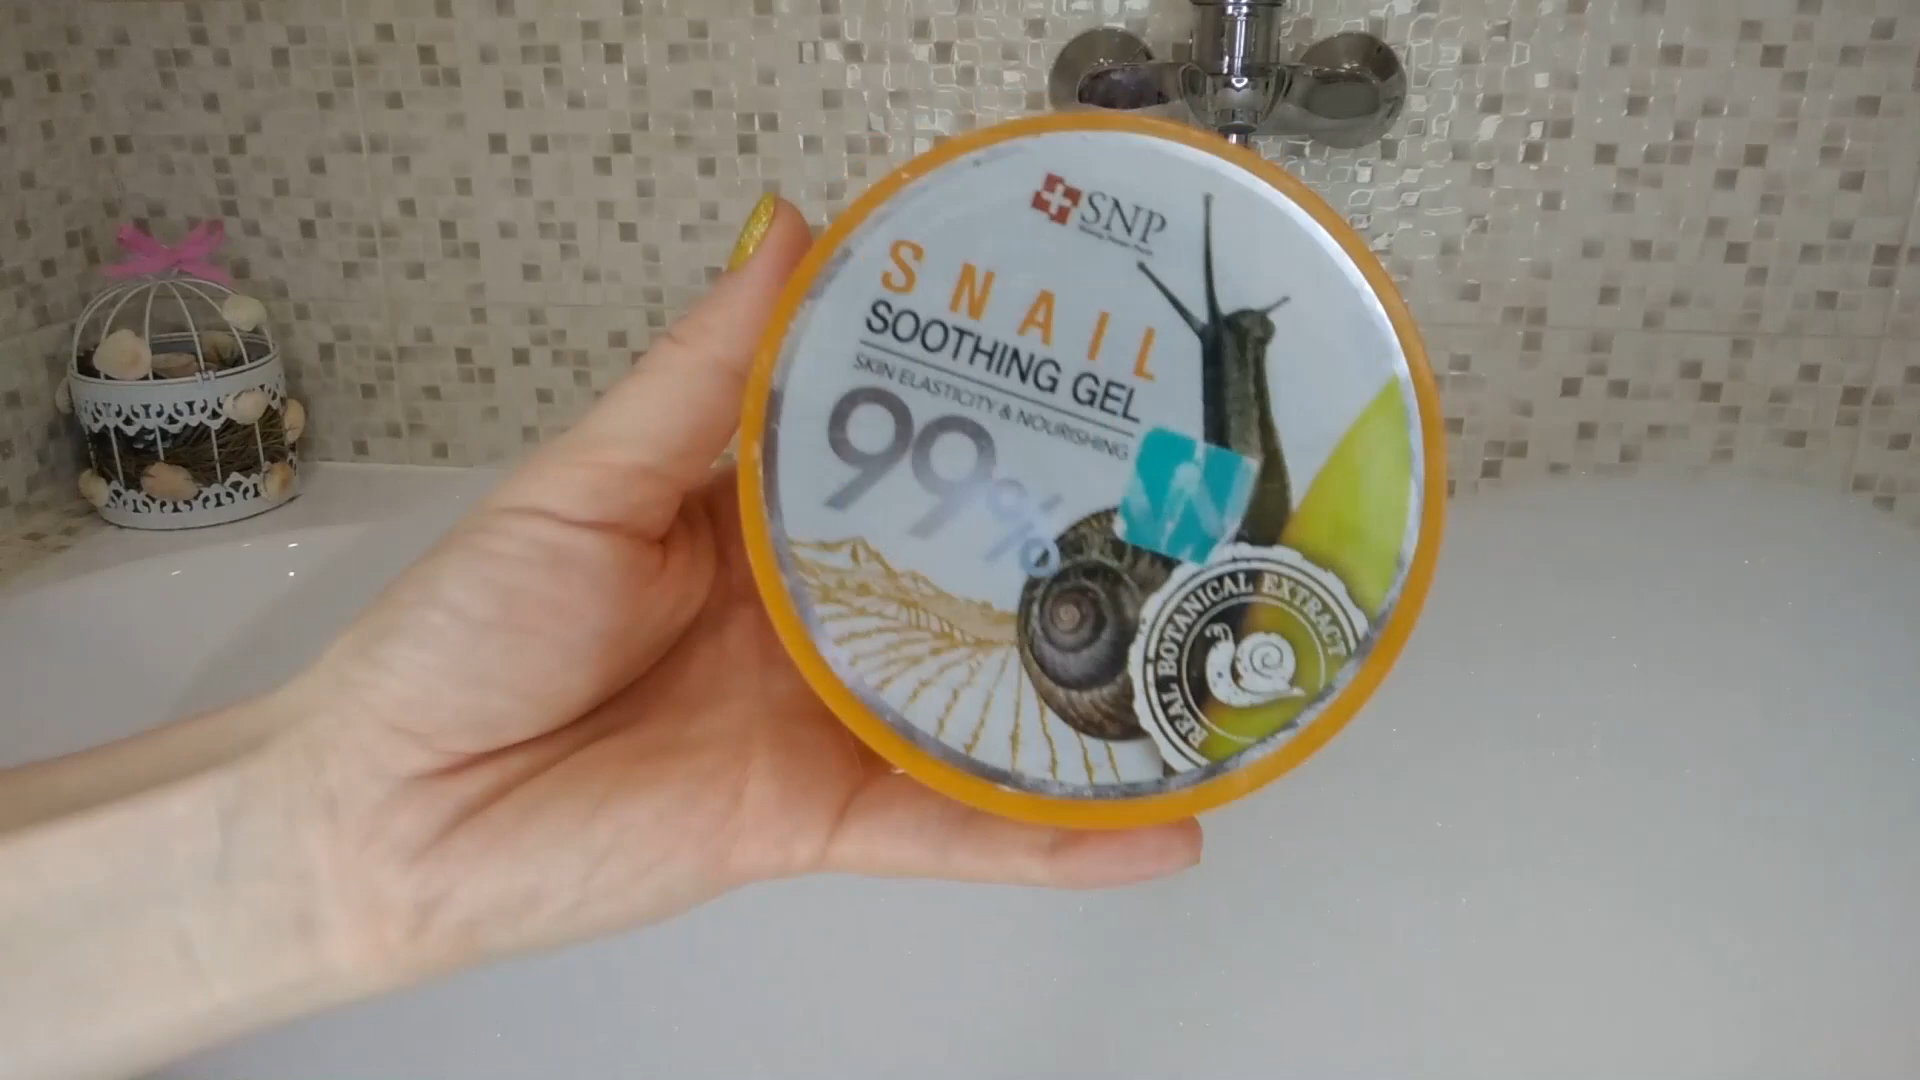 SNP
SNAIL
SOOTHING GEL
SKIN ELASTICITY & NOURISHING
99%
REAL BOTANICAL EXTRACT